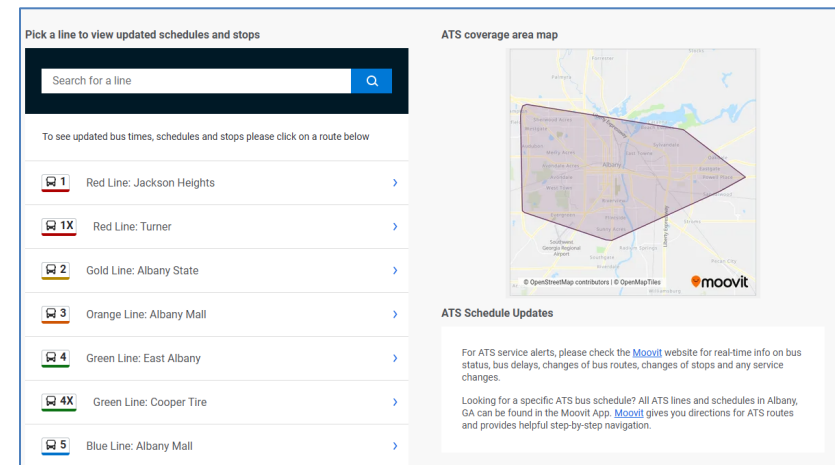 Pick a line to view updated schedules and stops
Search for a line
To see updated bus times, schedules and stops please click on a route below
1 Red Line: Jackson Heights
1X Red Line: Turner
2 Gold Line: Albany State
3 Orange Line: Albany Mall
4 Green Line: East Albany
4X Green Line: Cooper Tire
5 Blue Line: Albany Mall
ATS coverage area map
Palmyra
Albany
Southwest
Georgia Regional
Airport
© OpenStreetMap contributors | © OpenMapTiles
moovit
ATS Schedule Updates
For ATS service alerts, please check the Moovit website for real-time info on bus
status, bus delays, changes of bus routes, changes of stops and any service
changes.
Looking for a specific ATS bus schedule? All ATS lines and schedules in Albany,
GA can be found in the Moovit App. Moovit gives you directions for ATS routes
and provides helpful step-by-step navigation.